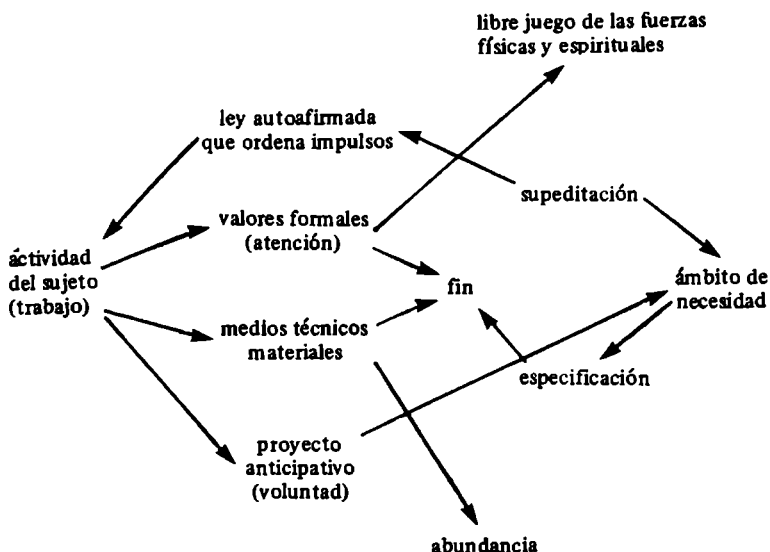 libre juego de las fuerzas
físicas y espirituales
ley autoafirmada
que ordena impulsos
supeditación
valores formales
(atención)
actividad
del sujeto
(trabajo)
fin
ámbito de
necesidad
medios técnicos
materiales
especificación
proyecto
anticipativo
(voluntad)
abundancia